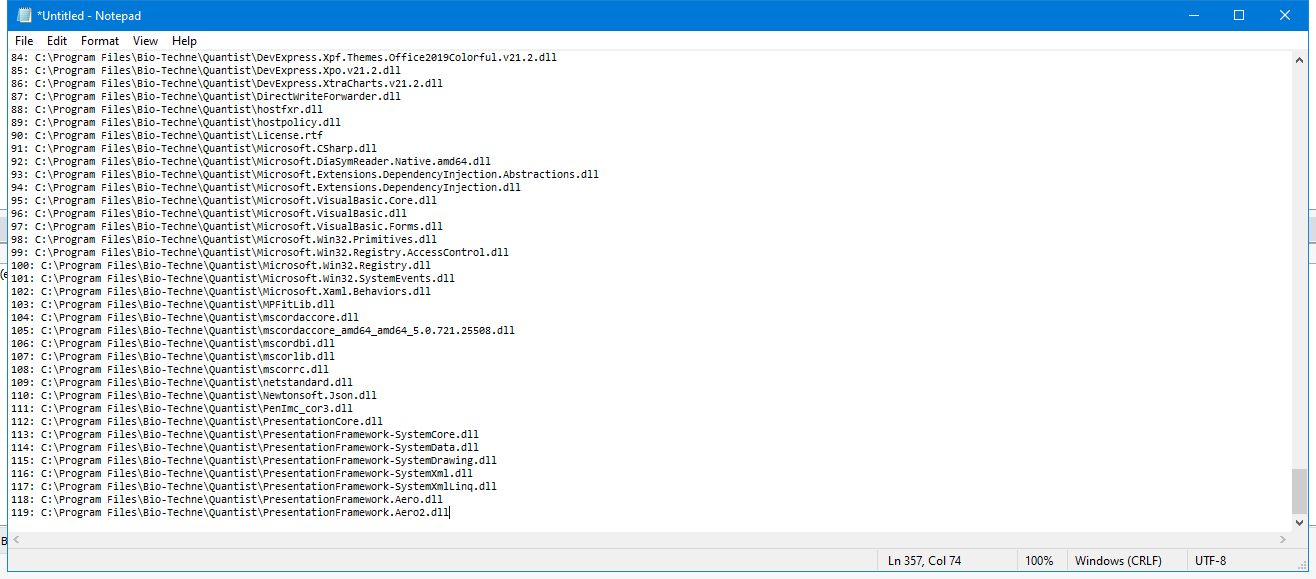 *Untitled - Notepad
File Edit Format View Help
84: C:\Program Files\Bio-Techne\Quantist\DevExpress.Xpf.Themes.Office2019Colorful.v21.2.dll
85: C:\Program Files\Bio-Techne\Quantist\DevExpress.Xpo.v21.2.dll
86: C:\Program Files\Bio-Techne\Quantist\DevExpress.XtraCharts.v21.2.dll
87: C:\Program Files\Bio-Techne\Quantist\DirectWriteForwarder.dll
88: C:\Program Files\Bio-Techne\Quantist\hostfxr.dll
89: C:\Program Files\Bio-Techne\Quantist\hostpolicy.dll
90: C:\Program Files\Bio-Techne\Quantist\License.rtf
91: C:\Program Files\Bio-Techne\Quantist\Microsoft.CSharp.dll
92: C:\Program Files\Bio-Techne\Quantist\Microsoft.DiaSymReader.Native.amd64.dll
93: C:\Program Files\Bio-Techne\Quantist\Microsoft.Extensions.DependencyInjection.Abstractions.dll
94: C:\Program Files\Bio-Techne\Quantist\Microsoft.Extensions.DependencyInjection.dll
95: C:\Program Files\Bio-Techne\Quantist\Microsoft.VisualBasic.Core.dll
96: C:\Program Files\Bio-Techne\Quantist\Microsoft.VisualBasic.dll
97: C:\Program Files\Bio-Techne\Quantist\Microsoft.VisualBasic.Forms.dll
98: C:\Program Files\Bio-Techne\Quantist\Microsoft.Win32.Primitives.dll
99: C:\Program Files\Bio-Techne\Quantist\Microsoft.Win32.Registry.AccessControl.dll
100: C:\Program Files\Bio-Techne\Quantist\Microsoft.Win32.Registry.dll
101: C:\Program Files\Bio-Techne\Quantist\Microsoft.Win32.SystemEvents.dll
102: C:\Program Files\Bio-Techne\Quantist\Microsoft.Xaml.Behaviors.dll
103: C:\Program Files\Bio-Techne\Quantist\MPFitLib.dll
104: C:\Program Files\Bio-Techne\Quantist\mscordaccore.dll
105: C:\Program Files\Bio-Techne\Quantist\mscordaccore_amd64_amd64_5.0.721.25508.dll
106: C:\Program Files\Bio-Techne\Quantist\mscordbi.dll
107: C:\Program Files\Bio-Techne\Quantist\mscorlib.dll
108: C:\Program Files\Bio-Techne\Quantist\mscorrc.dll
109: C:\Program Files\Bio-Techne\Quantist\netstandard.dll
110: C:\Program Files\Bio-Techne\Quantist\Newtonsoft.Json.dll
111: C:\Program Files\Bio-Techne\Quantist\PenImc_cor3.dll
112: C:\Program Files\Bio-Techne\Quantist\PresentationCore.dll
113: C:\Program Files\Bio-Techne\Quantist\PresentationFramework-SystemCore.dll
114: C:\Program Files\Bio-Techne\Quantist\PresentationFramework-SystemData.dll
115: C:\Program Files\Bio-Techne\Quantist\PresentationFramework-SystemDrawing.dll
116: C:\Program Files\Bio-Techne\Quantist\PresentationFramework-SystemXml.dll
117: C:\Program Files\Bio-Techne\Quantist\PresentationFramework-SystemXmlLinq.dll
118: C:\Program Files\Bio-Techne\Quantist\PresentationFramework.Aero.dll
119: C:\Program Files\Bio-Techne\Quantist\PresentationFramework.Aero2.dll
Ln 357, Col 74 100% Windows (CRLF) UTF-8